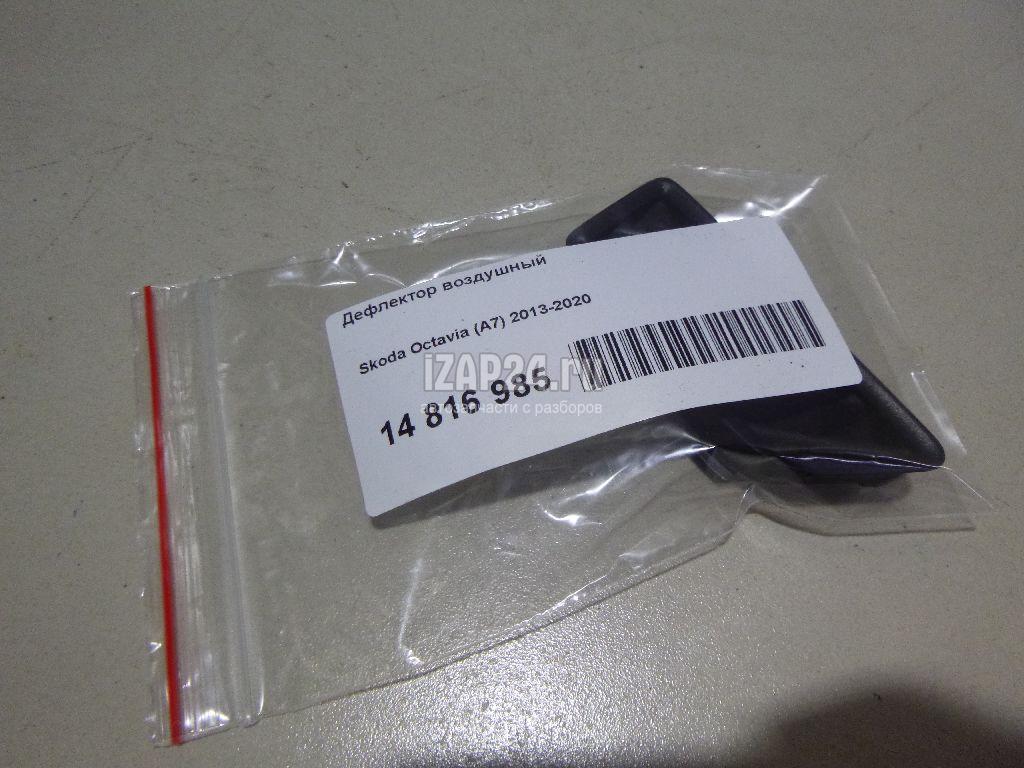 Дефлектор воздушный
Skoda Octavia (A7) 2013-2020
iZAP24.ru
14 816 985
автозапчасти с разборов